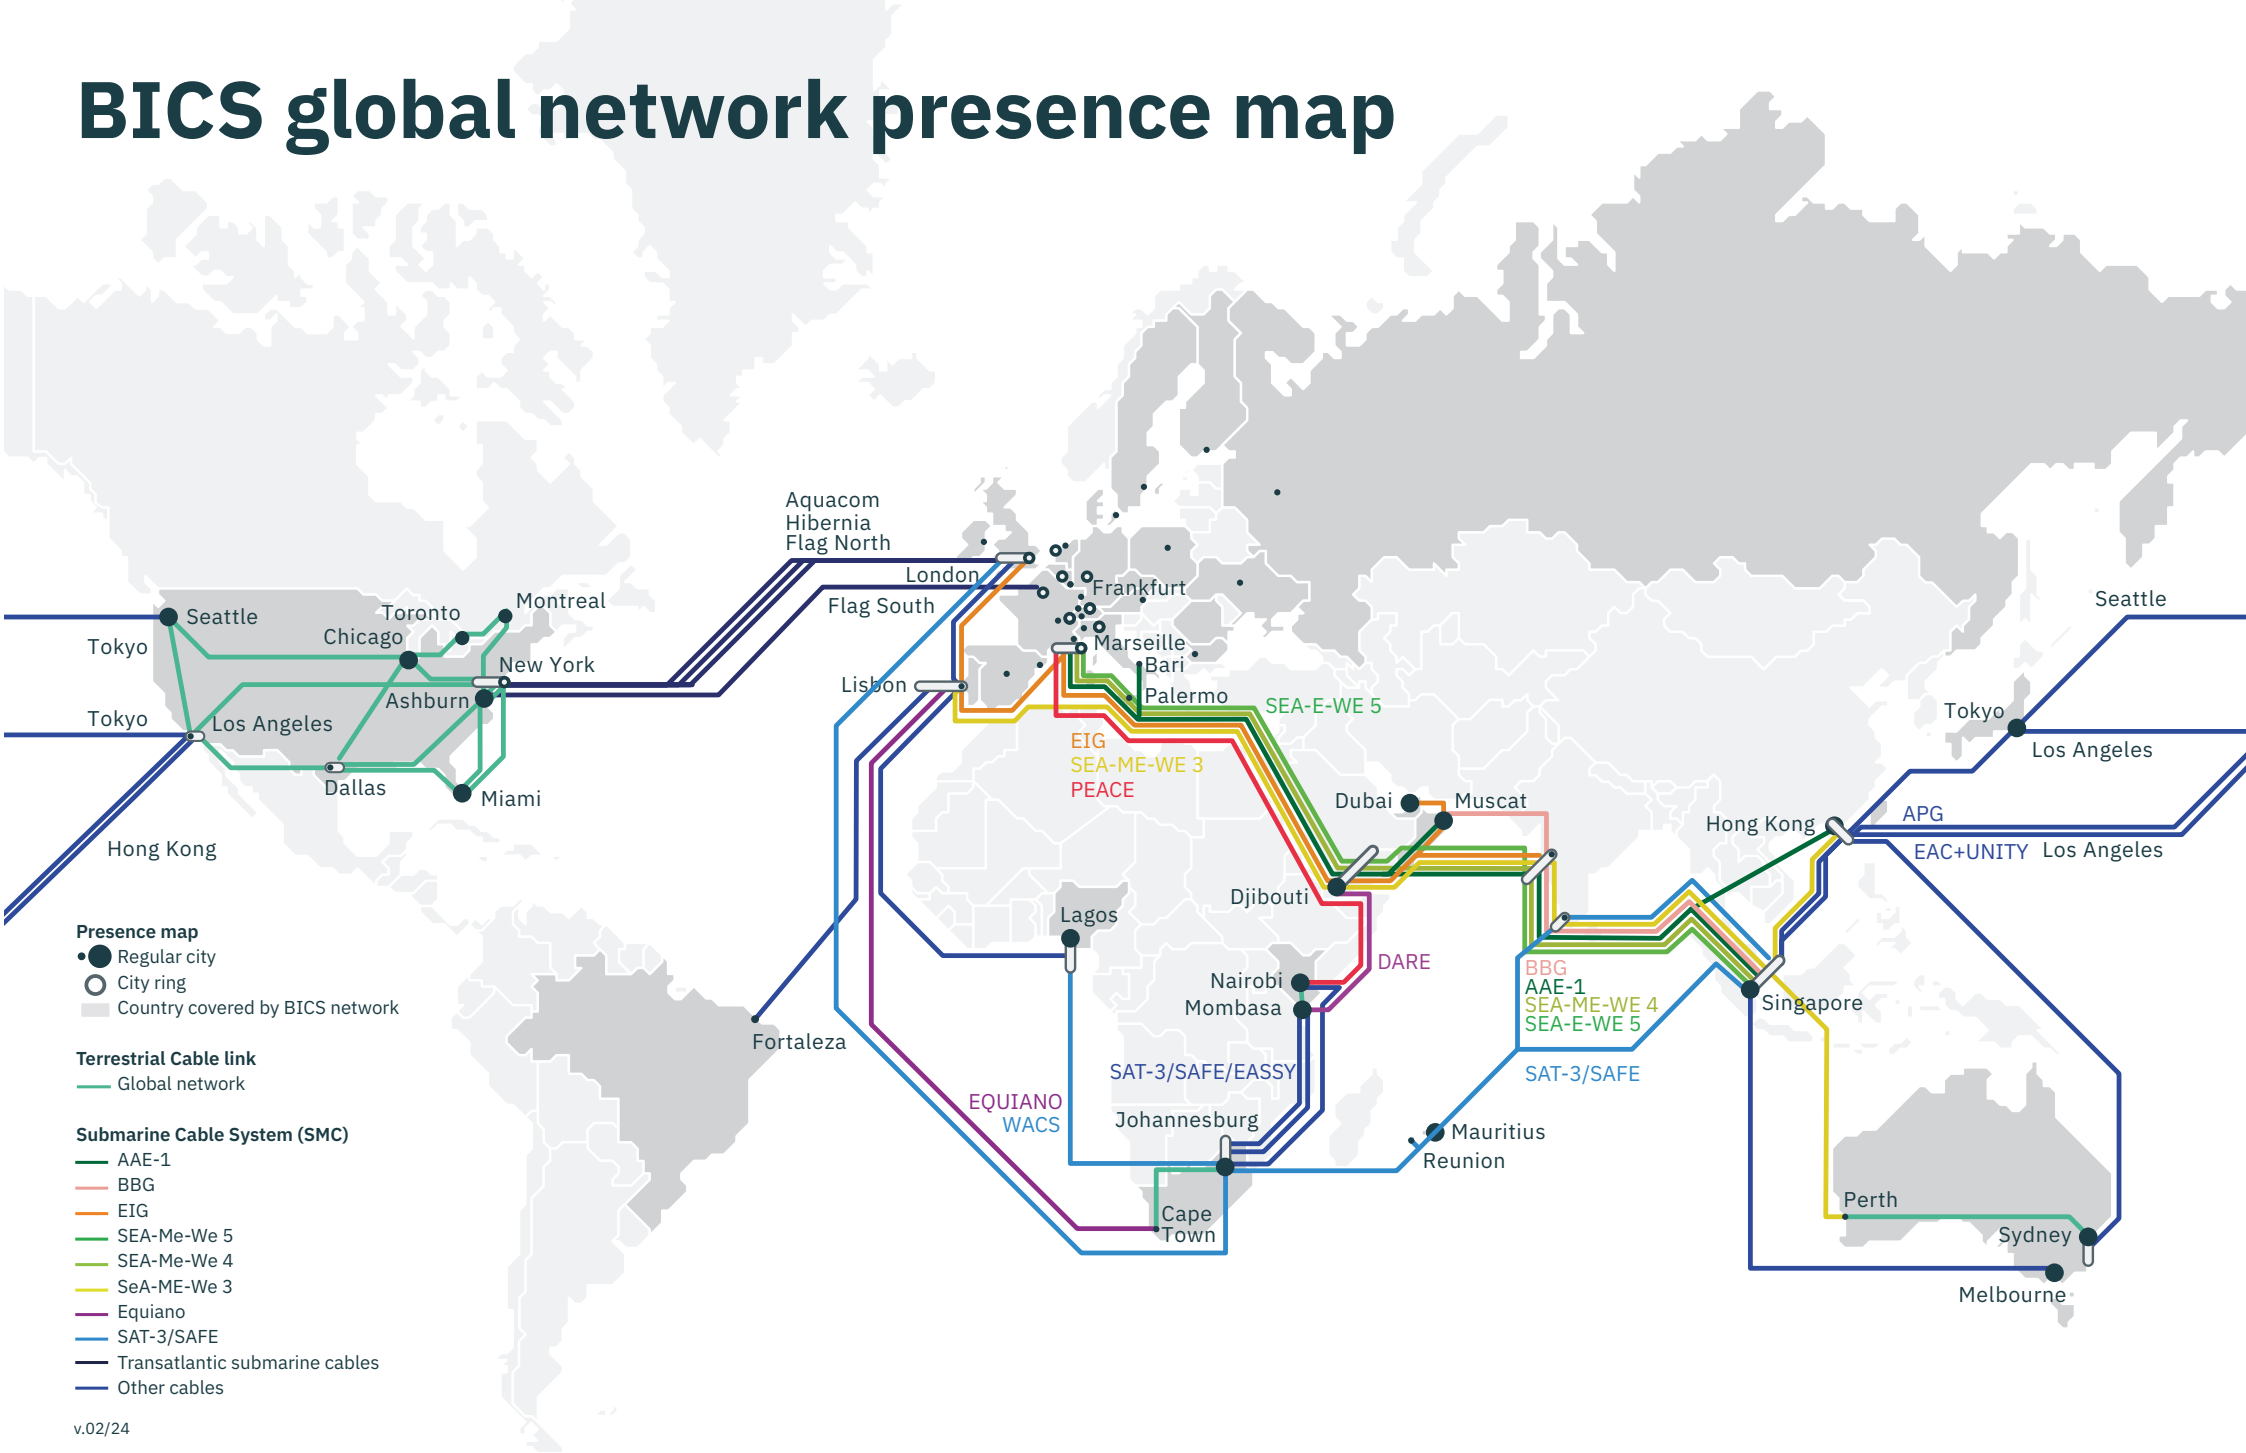 BICS global network presence map
Aquacom
Hibernia
Flag North
London
Flag South
Frankfurt
Seattle
Toronto
Montreal
Chicago
Tokyo
New York
Ashburn
Tokyo
Los Angeles
Dallas
Miami
Hong Kong
Marseille
Bari
Lisbon
Palermo
SEA-E-WE 5
EIG
SEA-ME-WE 3
PEACE
Seattle
Tokyo
Los Angeles
Dubai
Muscat
Hong Kong
APG
EAC+UNITY
Los Angeles
Djibouti
Lagos
DARE
Nairobi
Mombasa
BBG
AAE-1
SEA-ME-WE 4
SEA-E-WE 5
Singapore
Fortaleza
SAT-3/SAFE/EASSY
SAT-3/SAFE
EQUIANO
WACS
Johannesburg
Mauritius
Reunion
Cape
Town
Perth
Sydney
Melbourne
Presence map
Regular city
City ring
Country covered by BICS network
Terrestrial Cable link
Global network
Submarine Cable System (SMC)
AAE-1
BBG
EIG
SEA-Me-We 5
SEA-Me-We 4
SeA-ME-We 3
Equiano
SAT-3/SAFE
Transatlantic submarine cables
Other cables
v.02/24